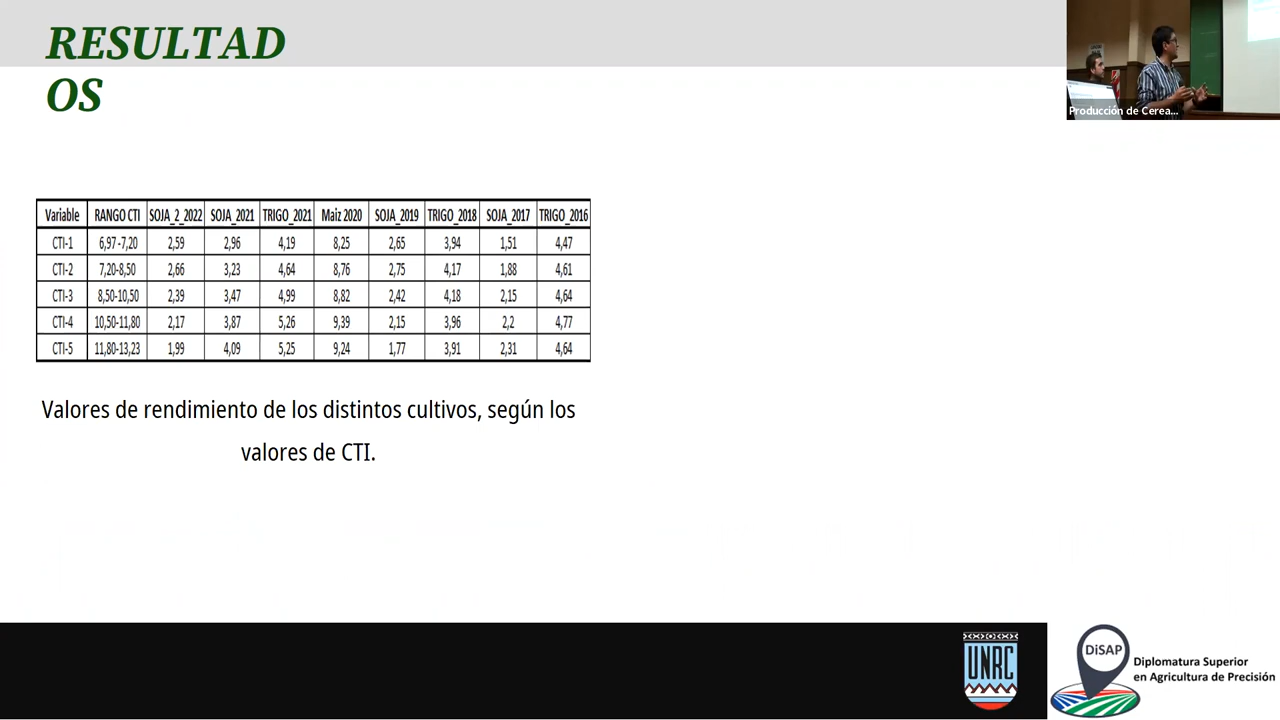 RESULTAD
OS
Producción de Cerea...
Variable RANGO CTI SOJA_2_2022 SOJA_2021 TRIGO_2021 Maiz 2020 SOJA_2019 TRIGO_2018 SOJA_2017 TRIGO_2016
CTI-1 6,97 -7,20 2,59 2,96 4,19 8,25 2,65 3,94 1,51 4,47
CTI-2 7,20-8,50 2,66 3,23 4,64 8,76 2,75 4,17 1,88 4,61
CTI-3 8,50-10,50 2,39 3,47 4,99 8,82 2,42 4,18 2,15 4,64
CTI-4 10,50-11,80 2,17 3,87 5,26 9,39 2,15 3,96 2,2 4,77
CTI-5 11,80-13,23 1,99 4,09 5,25 9,24 1,77 3,91 2,31 4,64
Valores de rendimiento de los distintos cultivos, según los
valores de CTI.
UNRC
DiSAP
Diplomatura Superior
en Agricultura de Precisión